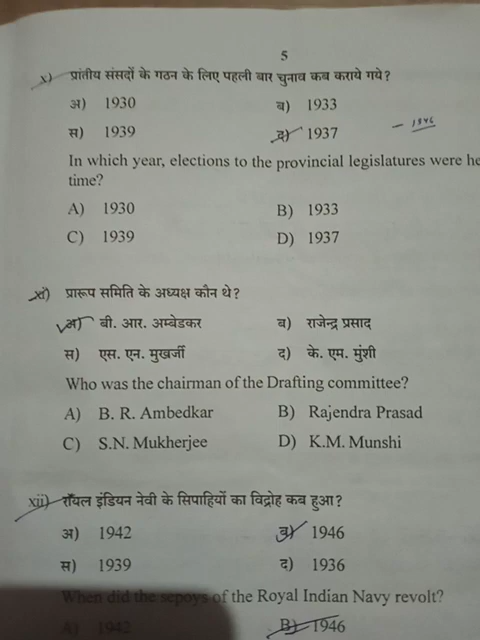 5
x) प्रांतीय संसदों के गठन के लिए पहली बार चुनाव कब कराये गये?
अ) 1930 ब) 1933
स) 1939 द) 1937 - 1946
In which year, elections to the provincial legislatures were he
time?
A) 1930 B) 1933
C) 1939 D) 1937
xi) प्रारूप समिति के अध्यक्ष कौन थे?
अ) बी. आर. अम्बेडकर ब) राजेन्द्र प्रसाद
स) एस. एन. मुखर्जी द) के. एम. मुंशी
Who was the chairman of the Drafting committee?
A) B. R. Ambedkar B) Rajendra Prasad
C) S.N. Mukherjee D) K.M. Munshi
xii) रॉयल इंडियन नेवी के सिपाहियों का विद्रोह कब हुआ?
अ) 1942 ब) 1946
स) 1939 द) 1936
When did the sepoys of the Royal Indian Navy revolt?
A) 1942 B) 1946